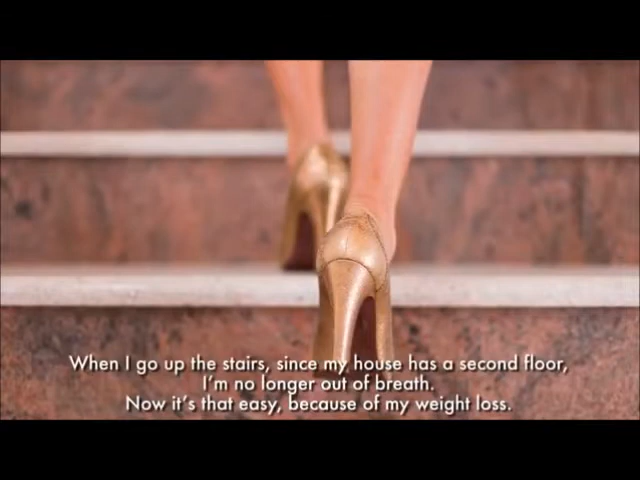 When I go up the stairs, since my house has a second floor,
I'm no longer out of breath.
Now it's that easy, because of my weight loss.